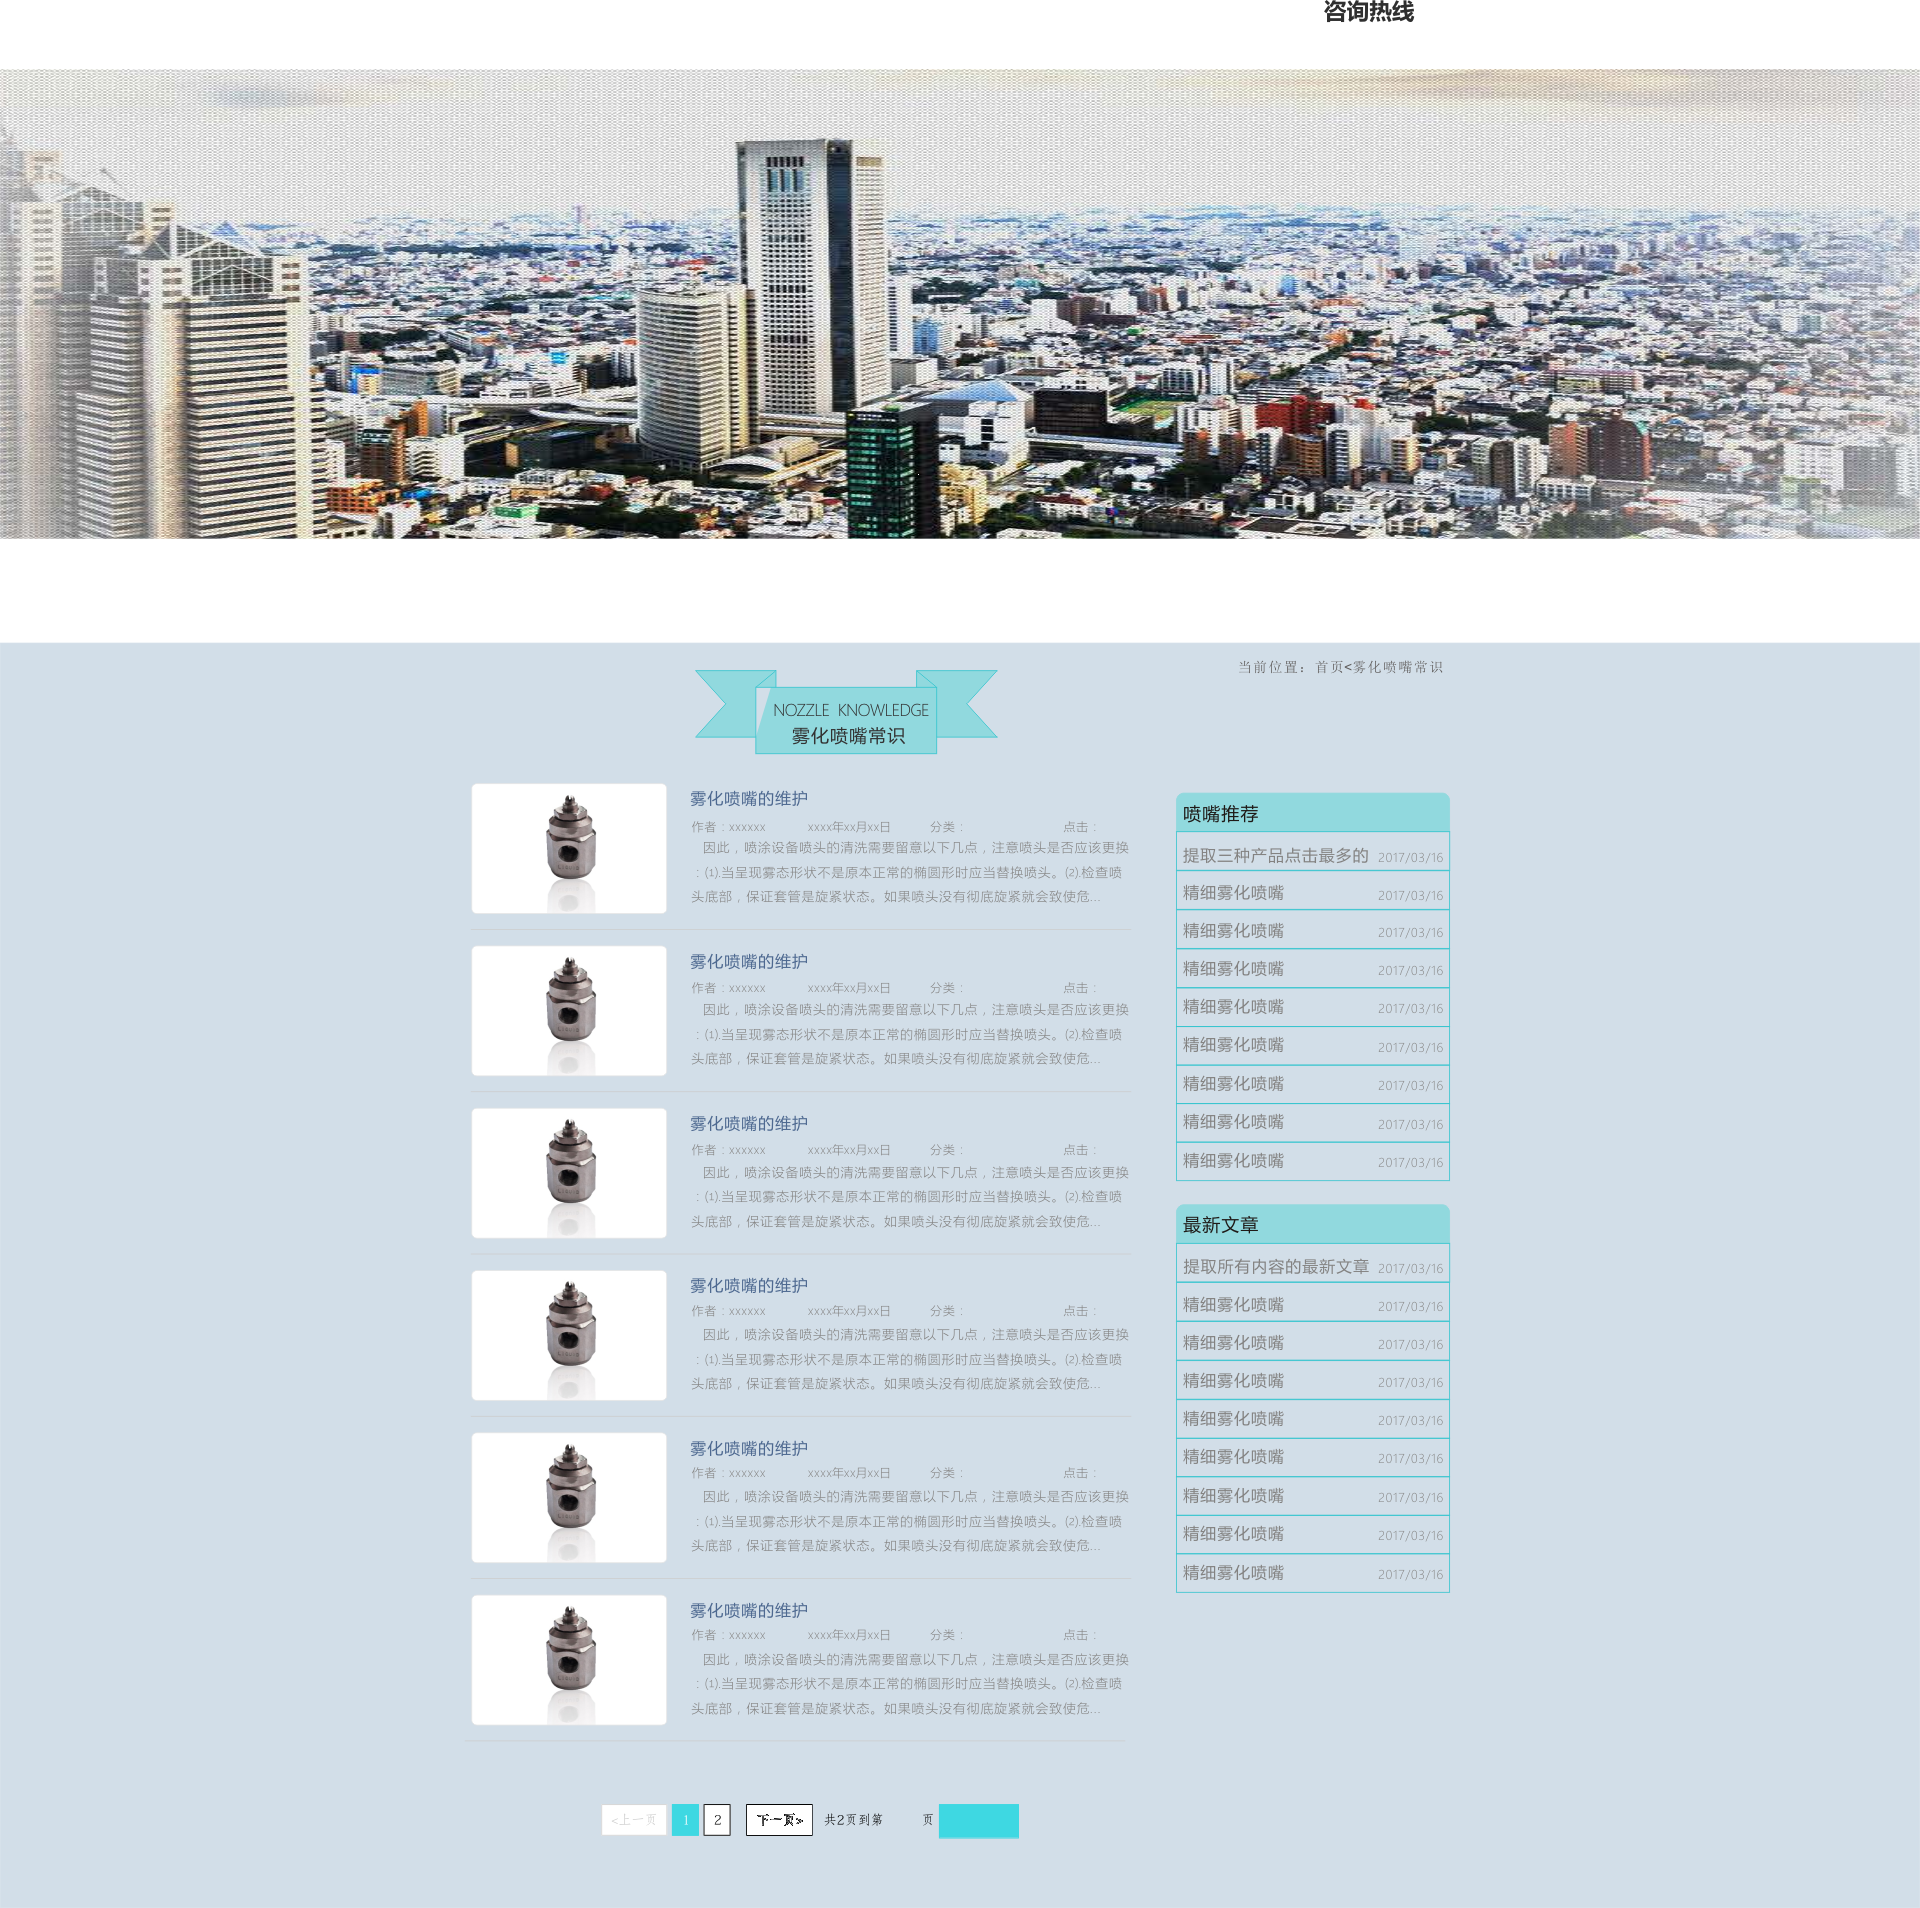 咨询热线
当前位置：首页<雾化喷嘴常识
NOZZLE KNOWLEDGE
雾化喷嘴常识
雾化喷嘴的维护
作者：xxxxxx xxxx年xx月xx日 分类： 点击：
因此，喷涂设备喷头的清洗需要留意以下几点，注意喷头是否应该更换
：⑴.当呈现雾态形状不是原本正常的椭圆形时应当替换喷头。⑵.检查喷
头底部，保证套管是旋紧状态。如果喷头没有彻底旋紧就会致使危...
雾化喷嘴的维护
作者：xxxxxx xxxx年xx月xx日 分类： 点击：
因此，喷涂设备喷头的清洗需要留意以下几点，注意喷头是否应该更换
：⑴.当呈现雾态形状不是原本正常的椭圆形时应当替换喷头。⑵.检查喷
头底部，保证套管是旋紧状态。如果喷头没有彻底旋紧就会致使危...
雾化喷嘴的维护
作者：xxxxxx xxxx年xx月xx日 分类： 点击：
因此，喷涂设备喷头的清洗需要留意以下几点，注意喷头是否应该更换
：⑴.当呈现雾态形状不是原本正常的椭圆形时应当替换喷头。⑵.检查喷
头底部，保证套管是旋紧状态。如果喷头没有彻底旋紧就会致使危...
雾化喷嘴的维护
作者：xxxxxx xxxx年xx月xx日 分类： 点击：
因此，喷涂设备喷头的清洗需要留意以下几点，注意喷头是否应该更换
：⑴.当呈现雾态形状不是原本正常的椭圆形时应当替换喷头。⑵.检查喷
头底部，保证套管是旋紧状态。如果喷头没有彻底旋紧就会致使危...
雾化喷嘴的维护
作者：xxxxxx xxxx年xx月xx日 分类： 点击：
因此，喷涂设备喷头的清洗需要留意以下几点，注意喷头是否应该更换
：⑴.当呈现雾态形状不是原本正常的椭圆形时应当替换喷头。⑵.检查喷
头底部，保证套管是旋紧状态。如果喷头没有彻底旋紧就会致使危...
雾化喷嘴的维护
作者：xxxxxx xxxx年xx月xx日 分类： 点击：
因此，喷涂设备喷头的清洗需要留意以下几点，注意喷头是否应该更换
：⑴.当呈现雾态形状不是原本正常的椭圆形时应当替换喷头。⑵.检查喷
头底部，保证套管是旋紧状态。如果喷头没有彻底旋紧就会致使危...
喷嘴推荐
提取三种产品点击最多的 2017/03/16
精细雾化喷嘴 2017/03/16
精细雾化喷嘴 2017/03/16
精细雾化喷嘴 2017/03/16
精细雾化喷嘴 2017/03/16
精细雾化喷嘴 2017/03/16
精细雾化喷嘴 2017/03/16
精细雾化喷嘴 2017/03/16
精细雾化喷嘴 2017/03/16
最新文章
提取所有内容的最新文章 2017/03/16
精细雾化喷嘴 2017/03/16
精细雾化喷嘴 2017/03/16
精细雾化喷嘴 2017/03/16
精细雾化喷嘴 2017/03/16
精细雾化喷嘴 2017/03/16
精细雾化喷嘴 2017/03/16
精细雾化喷嘴 2017/03/16
精细雾化喷嘴 2017/03/16
<上一页 1 2 下一页> 共2页到第 页